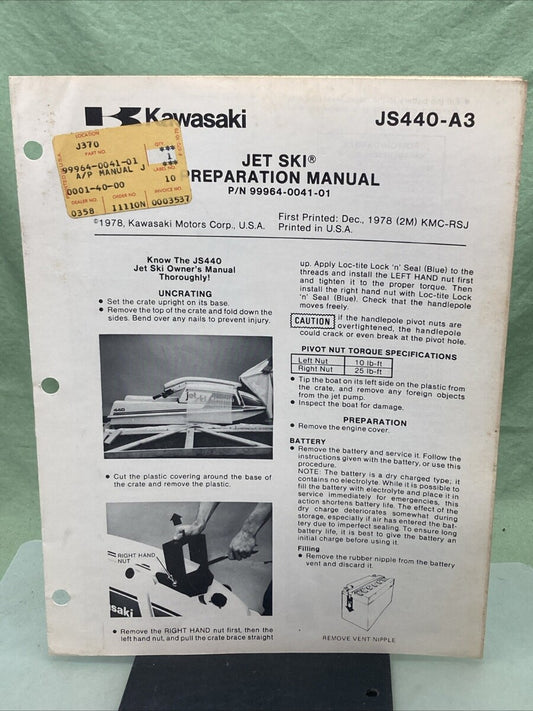 Kawasaki
JS440-A3
JET SKI®
PREPARATION MANUAL
P/N 99964-0041-01
LOCATION
J370
PART NO.
QTY.
***
1
***
99964-0041-01
A/P MANUAL J
LABEL NO.
10
0001-40-00
DEALER NO.
ORDER NO.
INVOICE NO.
0358
11110N
0003537
©1978, Kawasaki Motors Corp., U.S.A.
First Printed: Dec., 1978 (2M) KMC-RSJ
Printed in U.S.A.
Know The JS440
Jet Ski Owner's Manual
Thoroughly!
UNCRATING
● Set the crate upright on its base.
● Remove the top of the crate and fold down the
sides. Bend over any nails to prevent injury.
440
Jet Ski
● Cut the plastic covering around the base of
the crate and remove the plastic.
RIGHT HAND
NUT
saki
● Remove the RIGHT HAND nut first, then the
left hand nut, and pull the crate brace straight
up. Apply Loc-tite Lock 'n' Seal (Blue) to the
threads and install the LEFT HAND nut first
and tighten it to the proper torque. Then
install the right hand nut with Loc-tite Lock
'n' Seal (Blue). Check that the handlepole
moves freely.
CAUTION if the handlepole pivot nuts are
overtightened, the handlepole
could crack or even break at the pivot hole.
PIVOT NUT TORQUE SPECIFICATIONS
Left Nut 10 lb-ft
Right Nut 25 lb-ft
● Tip the boat on its left side on the plastic from
the crate, and remove any foreign objects
from the jet pump.
● Inspect the boat for damage.
PREPARATION
● Remove the engine cover.
BATTERY
● Remove the battery and service it. Follow the
instructions given with the battery, or use this
procedure.
NOTE: The battery is a dry charged type; it
contains no electrolyte. While it is possible to
fill the battery with electrolyte and place it in
service immediately for emergencies, this
action shortens battery life. The effect of the
dry charge deteriorates somewhat during
storage, especially if air has entered the bat-
tery due to imperfect sealing. To ensure long
battery life, it is best to give the battery an
initial charge before using it.
Filling
● Remove the rubber nipple from the battery
vent and discard it.
REMOVE VENT NIPPLE